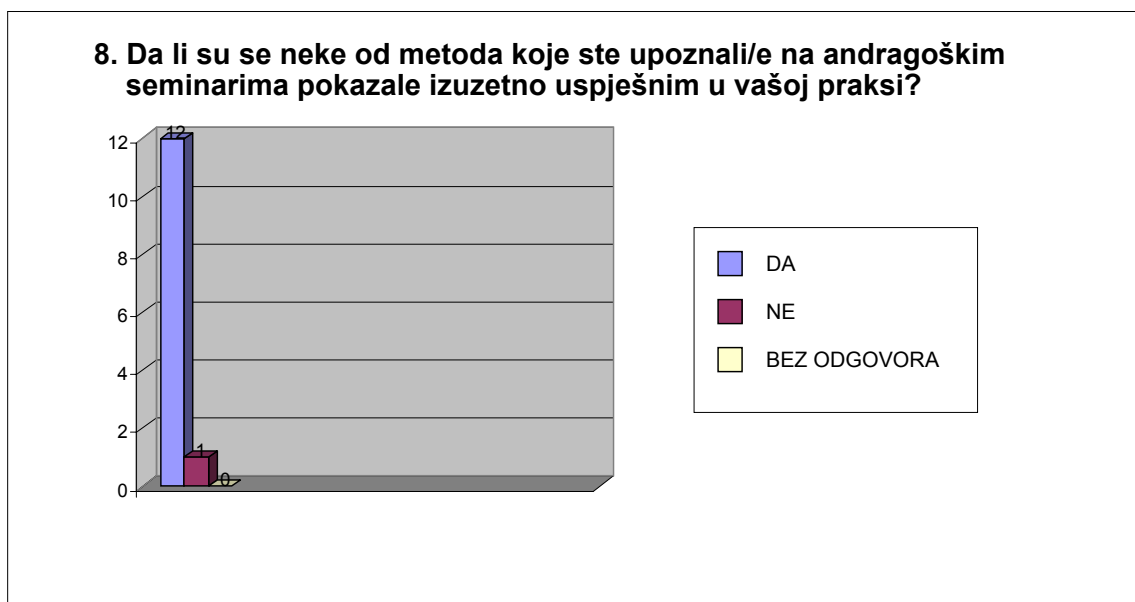 8. Da li su se neke od metoda koje ste upoznali/e na andragoškim
seminarima pokazale izuzetno uspješnim u vašoj praksi?
12
12
10
8
6
4
2
1
0
0
DA
NE
BEZ ODGOVORA